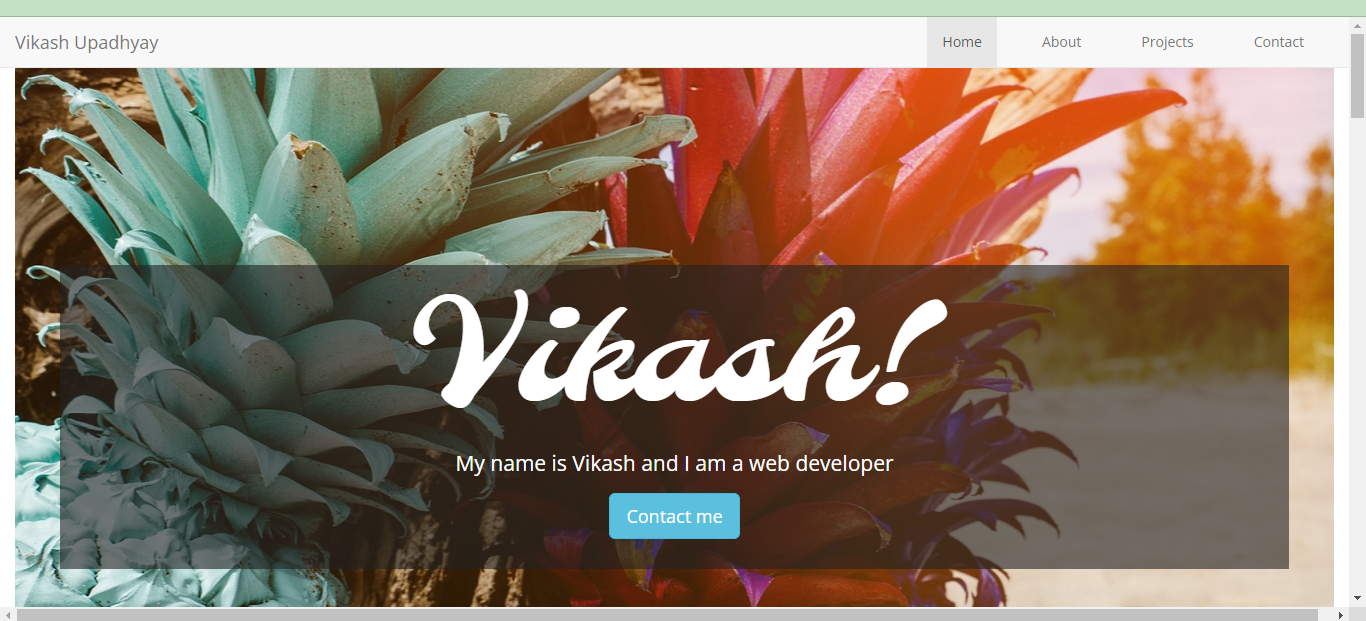 Vikash Upadhyay
Home About Projects Contact
Vikash!
My name is Vikash and I am a web developer
Contact me